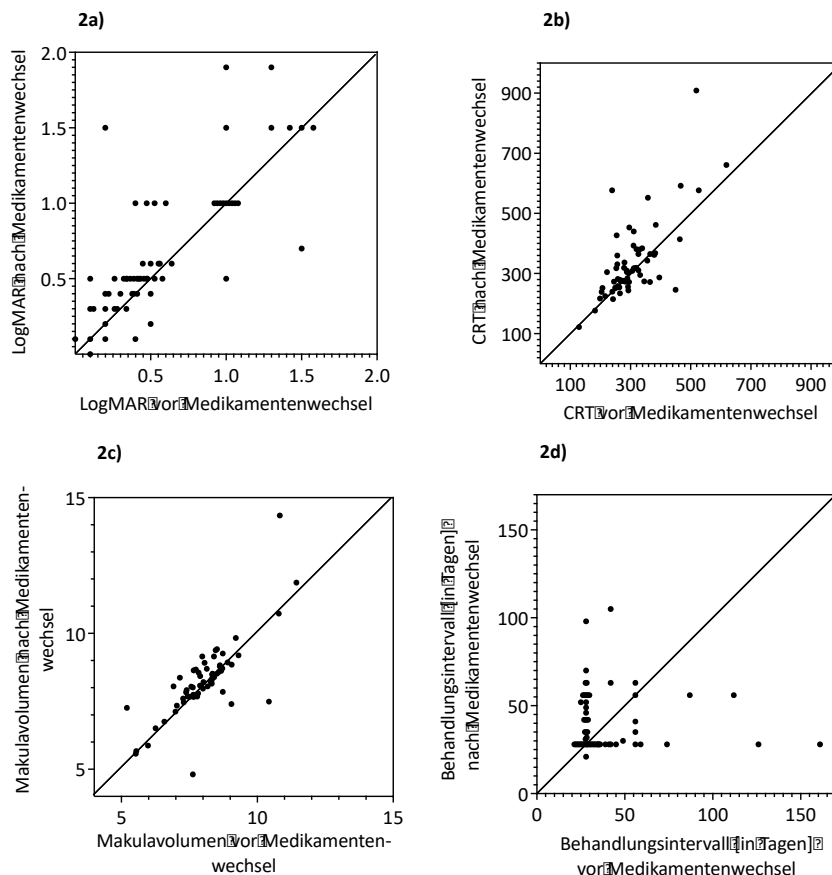 2a)
LogMAR nach Medikamentenwechsel
2.0
1.5
1.0
0.5
0.5 1.0 1.5 2.0
LogMAR vor Medikamentenwechsel
2b)
CRT nach Medikamentenwechsel
900
700
500
300
100
100 300 500 700 900
CRT vor Medikamentenwechsel
2c)
Makulavolumen nach Medikamenten-
wechsel
15
10
5
5 10 15
Makulavolumen vor Medikamenten-
wechsel
2d)
Behandlungsintervall [in Tagen]
nach Medikamentenwechsel
150
100
50
0
0 50 100 150
Behandlungsintervall [in Tagen]
vor Medikamentenwechsel